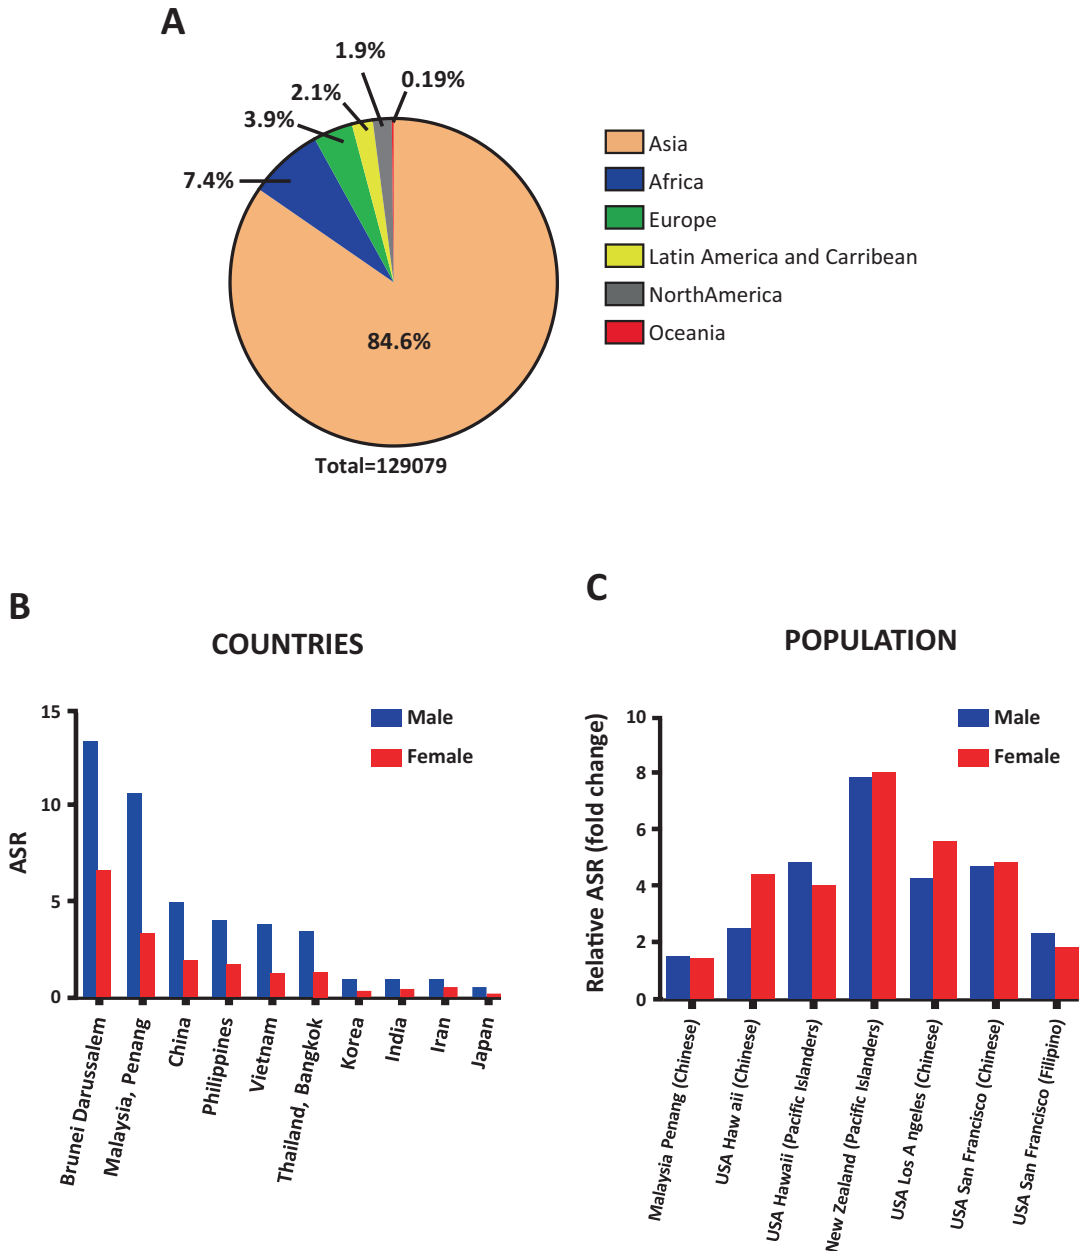 A
1.9%
0.19%
2.1%
3.9%
7.4%
84.6%
Total=129079
Asia
Africa
Europe
Latin America and Carribean
NorthAmerica
Oceania
B
COUNTRIES
Male
Female
ASR
15
10
5
0
Brunei Darussalem
Malaysia, Penang
China
Philippines
Vietnam
Thailand, Bangkok
Korea
India
Iran
Japan
C
POPULATION
Male
Female
Relative ASR (fold change)
10
8
6
4
2
0
Malaysia Penang (Chinese)
USA Haw aii (Chinese)
USA Hawaii (Pacific Islanders)
New Zealand (Pacific Islanders)
USA Los A ngeles (Chinese)
USA San Francisco (Chinese)
USA San Francisco (Filipino)